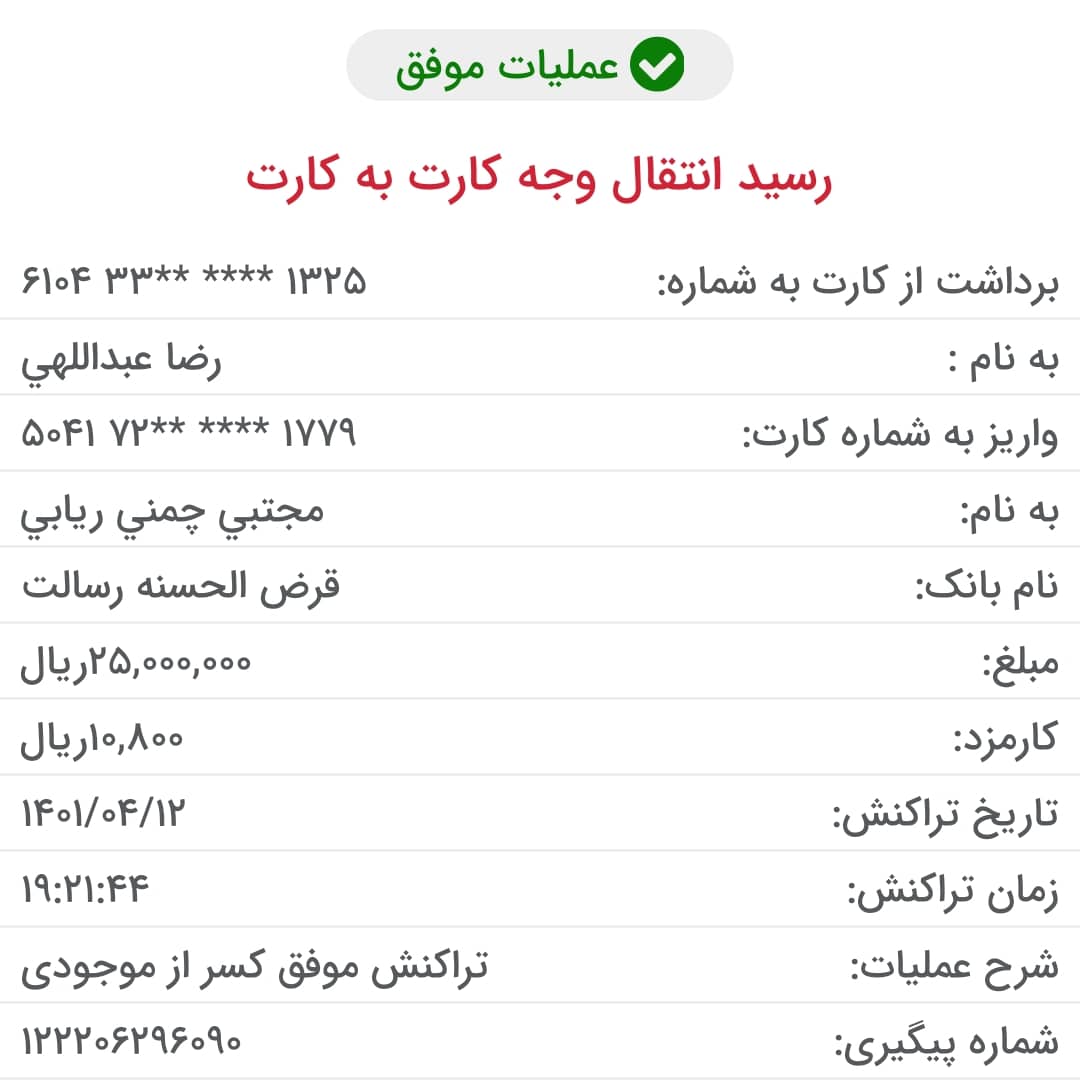 عملیات موفق
رسید انتقال وجه کارت به کارت
برداشت از کارت به شماره: ۶۱۰۴ ۳۳** **** ۱۳۲۵
به نام : رضا عبداللهي
واریز به شماره کارت: ۵۰۴۱ ۷۲** **** ۱۷۷۹
به نام: مجتبي چمني ريابي
نام بانک: قرض الحسنه رسالت
مبلغ: ۲۵,۰۰۰,۰۰۰ریال
کارمزد: ۱۰,۸۰۰ریال
تاریخ تراکنش: ۱۴۰۱/۰۴/۱۲
زمان تراکنش: ۱۹:۲۱:۴۴
شرح عملیات: تراکنش موفق کسر از موجودی
شماره پیگیری: ۱۲۲۲۰۶۲۹۶۰۹۰